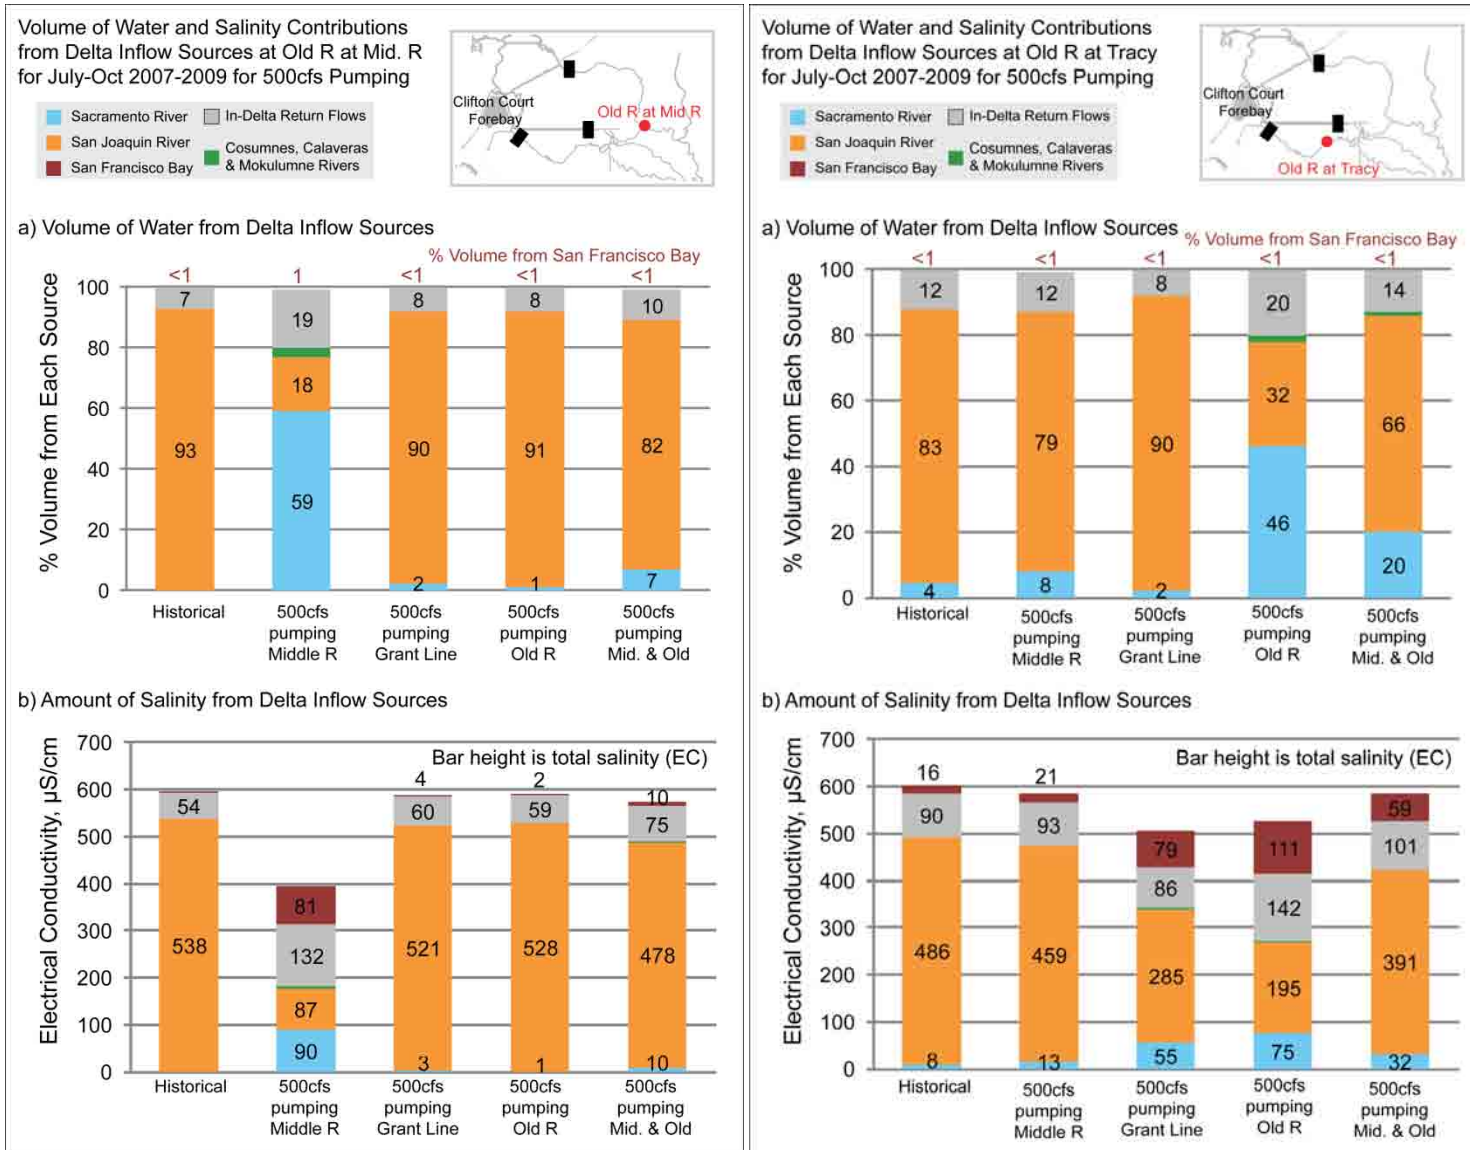 Volume of Water and Salinity Contributions
from Delta Inflow Sources at Old R at Mid. R
for July-Oct 2007-2009 for 500cfs Pumping
Sacramento River
In-Delta Return Flows
San Joaquin River
Cosumnes, Calaveras
& Mokulumne Rivers
San Francisco Bay
Clifton Court
Forebay
Old R at Mid R
a) Volume of Water from Delta Inflow Sources
% Volume from San Francisco Bay
<1 1 <1 <1 <1
% Volume from Each Source
100
80
60
40
20
0
7 19 8 8 10
93 18 90 91 82
59 2 1 7
Historical
500cfs
pumping
Middle R
500cfs
pumping
Grant Line
500cfs
pumping
Old R
500cfs
pumping
Mid. & Old
b) Amount of Salinity from Delta Inflow Sources
Bar height is total salinity (EC)
Electrical Conductivity, µS/cm
700
600
500
400
300
200
100
0
4 2 10
54 81 60 59 75
132
538 87 521 528 478
90 3 1 10
Historical
500cfs
pumping
Middle R
500cfs
pumping
Grant Line
500cfs
pumping
Old R
500cfs
pumping
Mid. & Old
Volume of Water and Salinity Contributions
from Delta Inflow Sources at Old R at Tracy
for July-Oct 2007-2009 for 500cfs Pumping
Sacramento River
In-Delta Return Flows
San Joaquin River
Cosumnes, Calaveras
& Mokulumne Rivers
San Francisco Bay
Clifton Court
Forebay
Old R at Tracy
a) Volume of Water from Delta Inflow Sources
% Volume from San Francisco Bay
<1 <1 <1 <1 <1
% Volume from Each Source
100
80
60
40
20
0
12 12 8 20 14
83 79 90 32 66
4 8 2 46 20
Historical
500cfs
pumping
Middle R
500cfs
pumping
Grant Line
500cfs
pumping
Old R
500cfs
pumping
Mid. & Old
b) Amount of Salinity from Delta Inflow Sources
Bar height is total salinity (EC)
Electrical Conductivity, µS/cm
700
600
500
400
300
200
100
0
16 21 79 111 59
90 93 86 142 101
486 459 285 195 391
8 13 55 75 32
Historical
500cfs
pumping
Middle R
500cfs
pumping
Grant Line
500cfs
pumping
Old R
500cfs
pumping
Mid. & Old